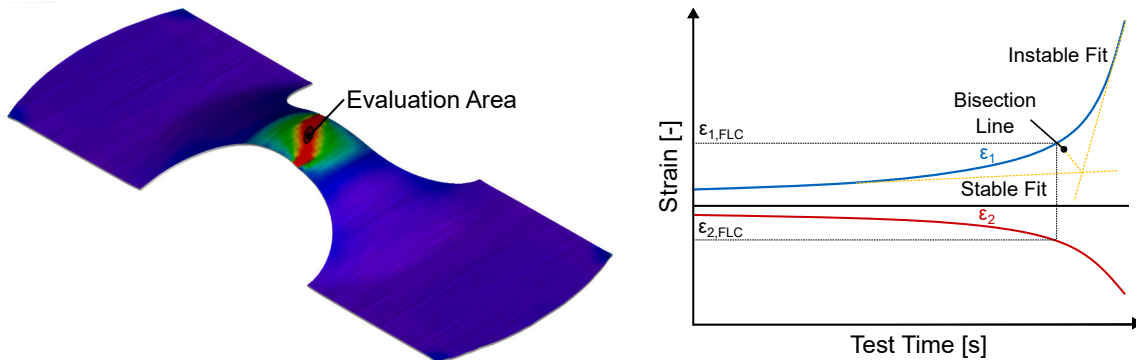 Evaluation Area
Strain [-]
ε1,FLC
ε2,FLC
ε1
ε2
Instable Fit
Bisection
Line
Stable Fit
Test Time [s]